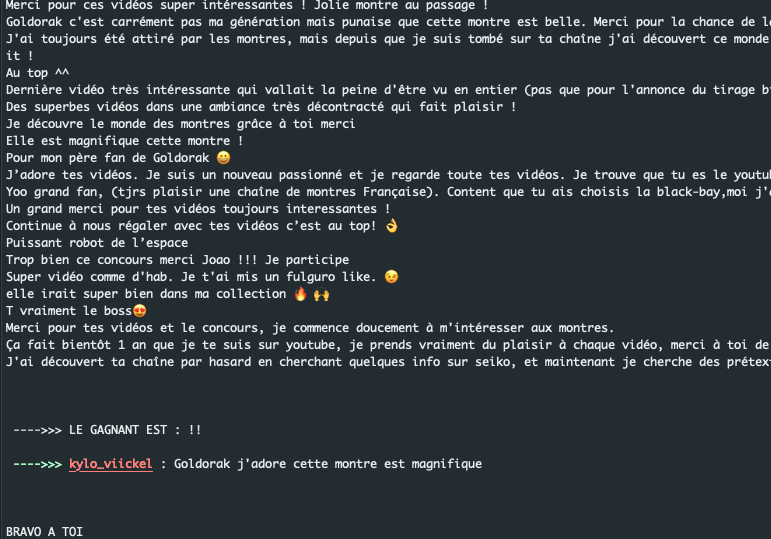 Merci pour ces vidéos super intéressantes ! Jolie montre au passage !
Goldorak c'est carrément pas ma génération mais punaise que cette montre est belle. Merci pour la chance de
J'ai toujours été attiré par les montres, mais depuis que je suis tombé sur ta chaîne j'ai découvert ce monde
it !
Au top ^^
Dernière vidéo très intéressante qui vallait la peine d'être vu en entier (pas que pour l'annonce du tirage
Des superbes vidéos dans une ambiance très décontracté qui fait plaisir !
Je découvre le monde des montres grâce à toi merci
Elle est magnifique cette montre !
Pour mon père fan de Goldorak 😀
J’adore tes vidéos. Je suis un nouveau passionné et je regarde toute tes vidéos. Je trouve que tu es le
Yoo grand fan, (tjrs plaisir une chaîne de montres Française). Content que tu ais choisis la black-bay,moi
Un grand merci pour tes vidéos toujours interessantes !
Continue à nous régaler avec tes vidéos c’est au top! 👌
Puissant robot de l’espace
Trop bien ce concours merci Joao !!! Je participe
Super vidéo comme d'hab. Je t'ai mis un fulguro like. 😉
elle irait super bien dans ma collection 🔥 🙌
T vraiment le boss😍
Merci pour tes vidéos et le concours, je commence doucement à m'intéresser aux montres.
Ça fait bientôt 1 an que je te suis sur youtube, je prends vraiment du plaisir à chaque vidéo, merci à toi de
J'ai découvert ta chaîne par hasard en cherchant quelques info sur seiko, et maintenant je cherche des
---->>> LE GAGNANT EST : !!
---->>> kylo_viickel : Goldorak j'adore cette montre est magnifique
BRAVO A TOI